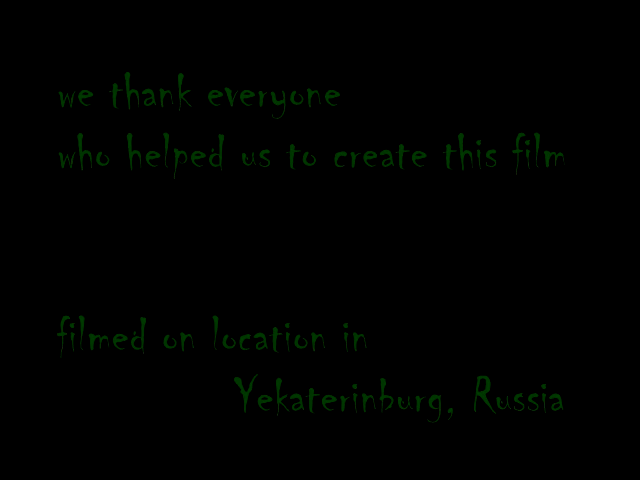 we thank everyone
who helped us to create this film
filmed on location in
Yekaterinburg, Russia